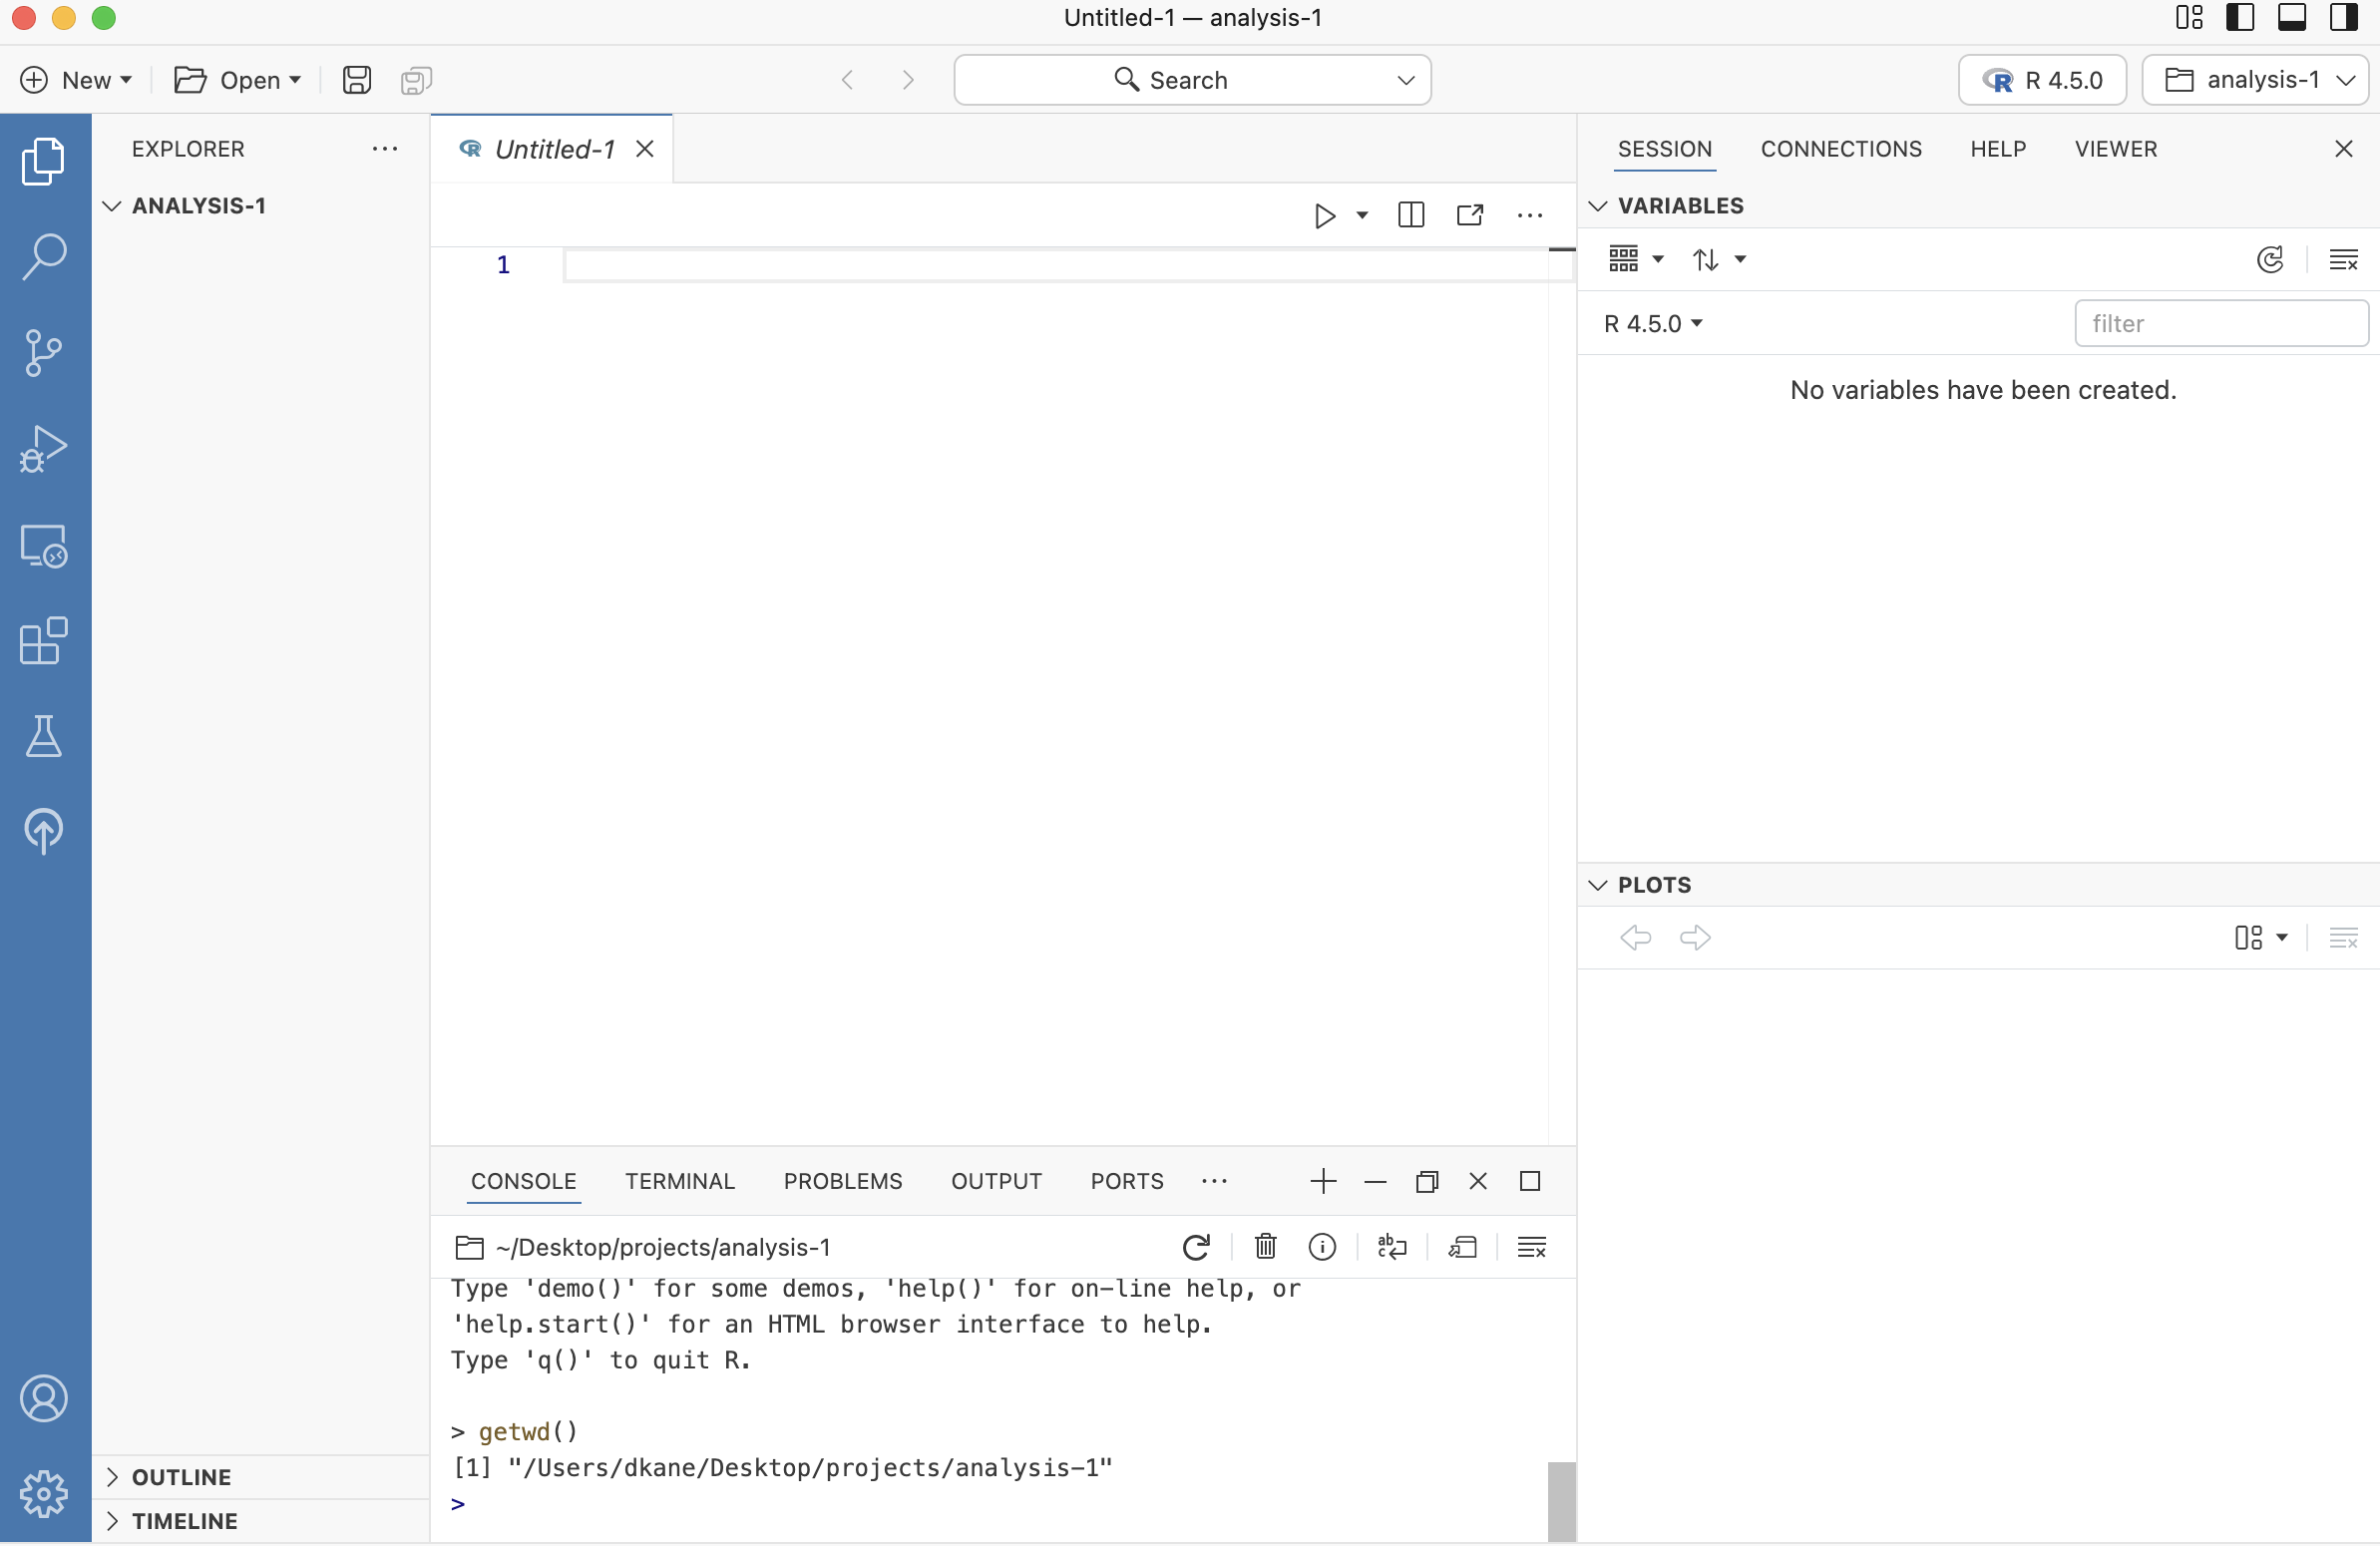 Untitled-1 — analysis-1
New
Open
Search
R 4.5.0
analysis-1
EXPLORER
ANALYSIS-1
Untitled-1
1
SESSION
CONNECTIONS
HELP
VIEWER
VARIABLES
R 4.5.0
filter
No variables have been created.
PLOTS
CONSOLE
TERMINAL
PROBLEMS
OUTPUT
PORTS
~/Desktop/projects/analysis-1
Type 'demo()' for some demos, 'help()' for on-line help, or
'help.start()' for an HTML browser interface to help.
Type 'q()' to quit R.
> getwd()
[1] "/Users/dkane/Desktop/projects/analysis-1"
>
OUTLINE
TIMELINE